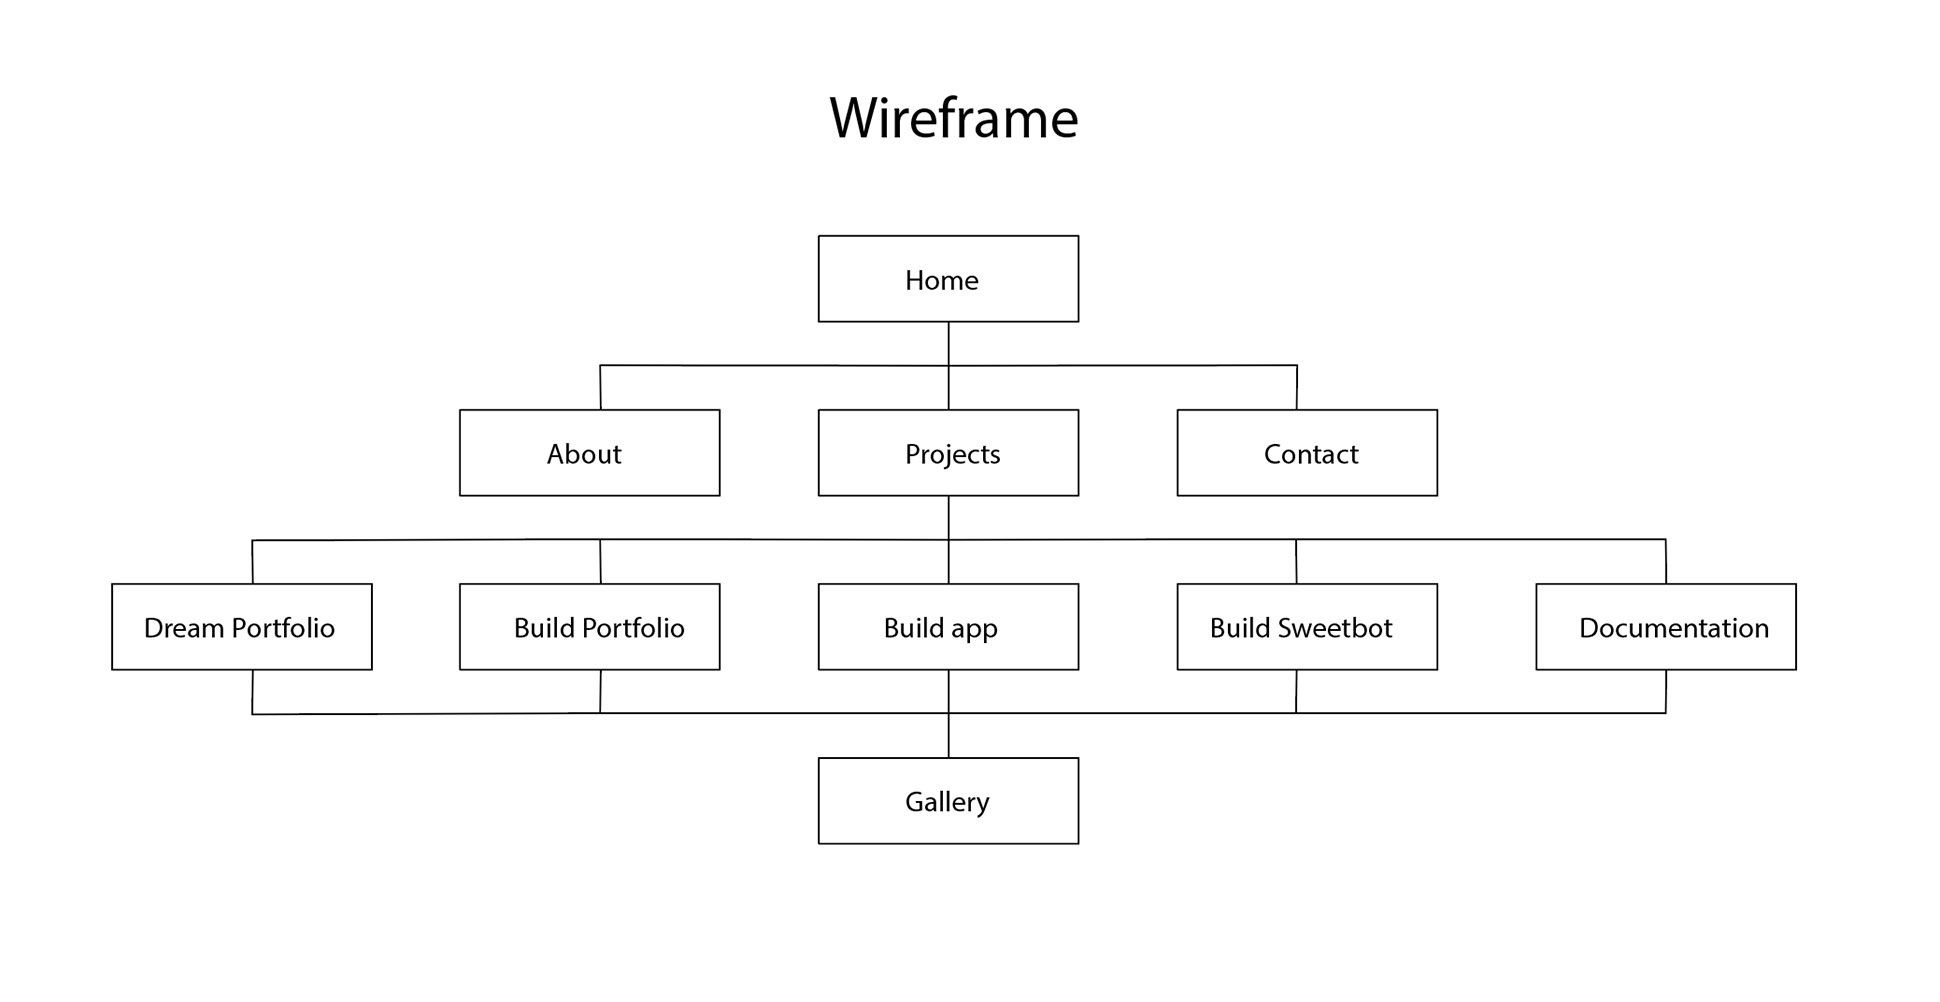 Wireframe
Home
About
Projects
Contact
Dream Portfolio
Build Portfolio
Build app
Build Sweetbot
Documentation
Gallery